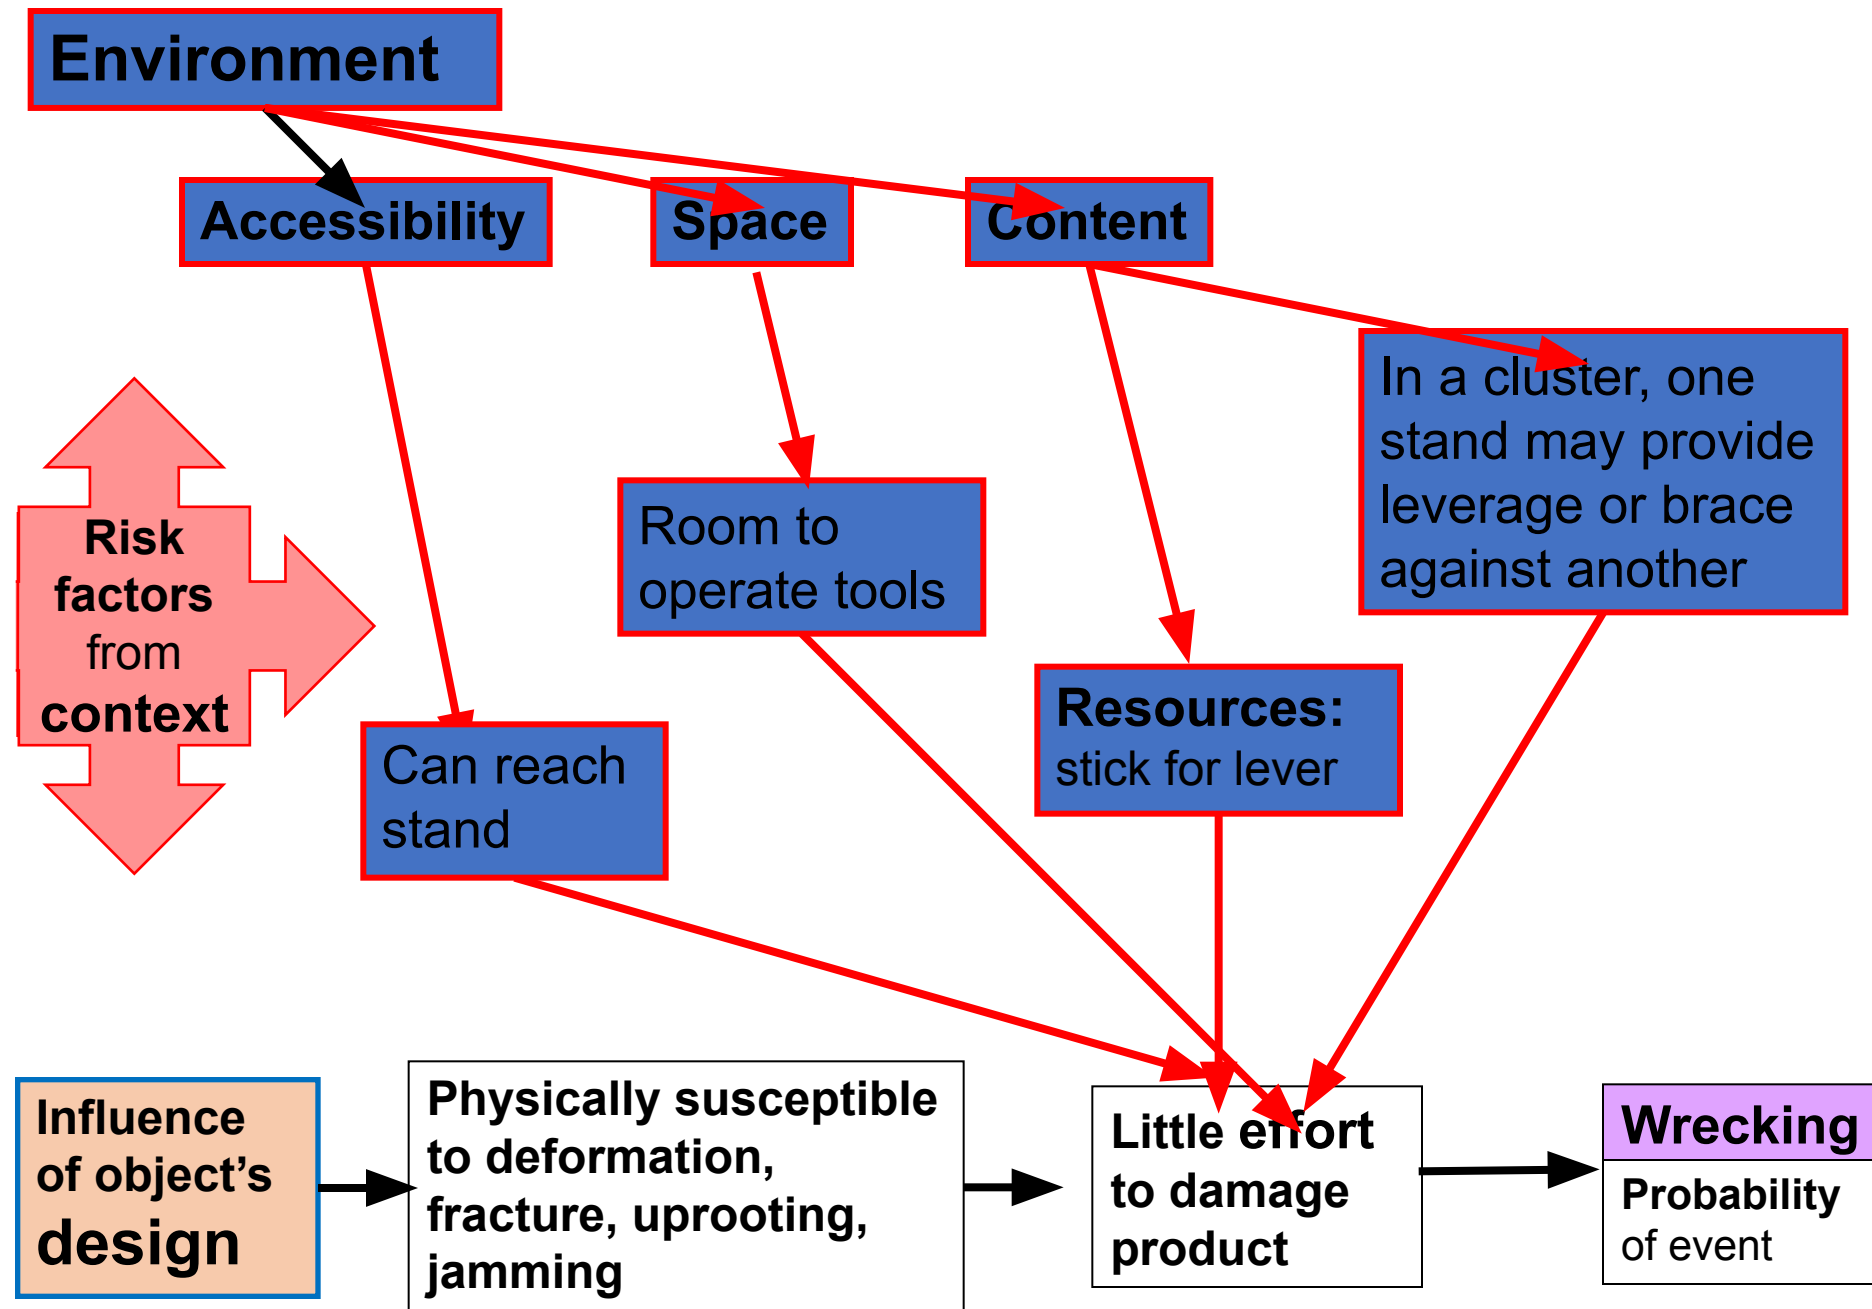 Environment
Accessibility
Space
Content
In a cluster, one
stand may provide
leverage or brace
against another
Room to
operate tools
Risk
factors
from
context
Resources:
stick for lever
Can reach
stand
Influence
of object’s
design
Physically susceptible
to deformation,
fracture, uprooting,
jamming
Little effort
to damage
product
Wrecking
Probability
of event